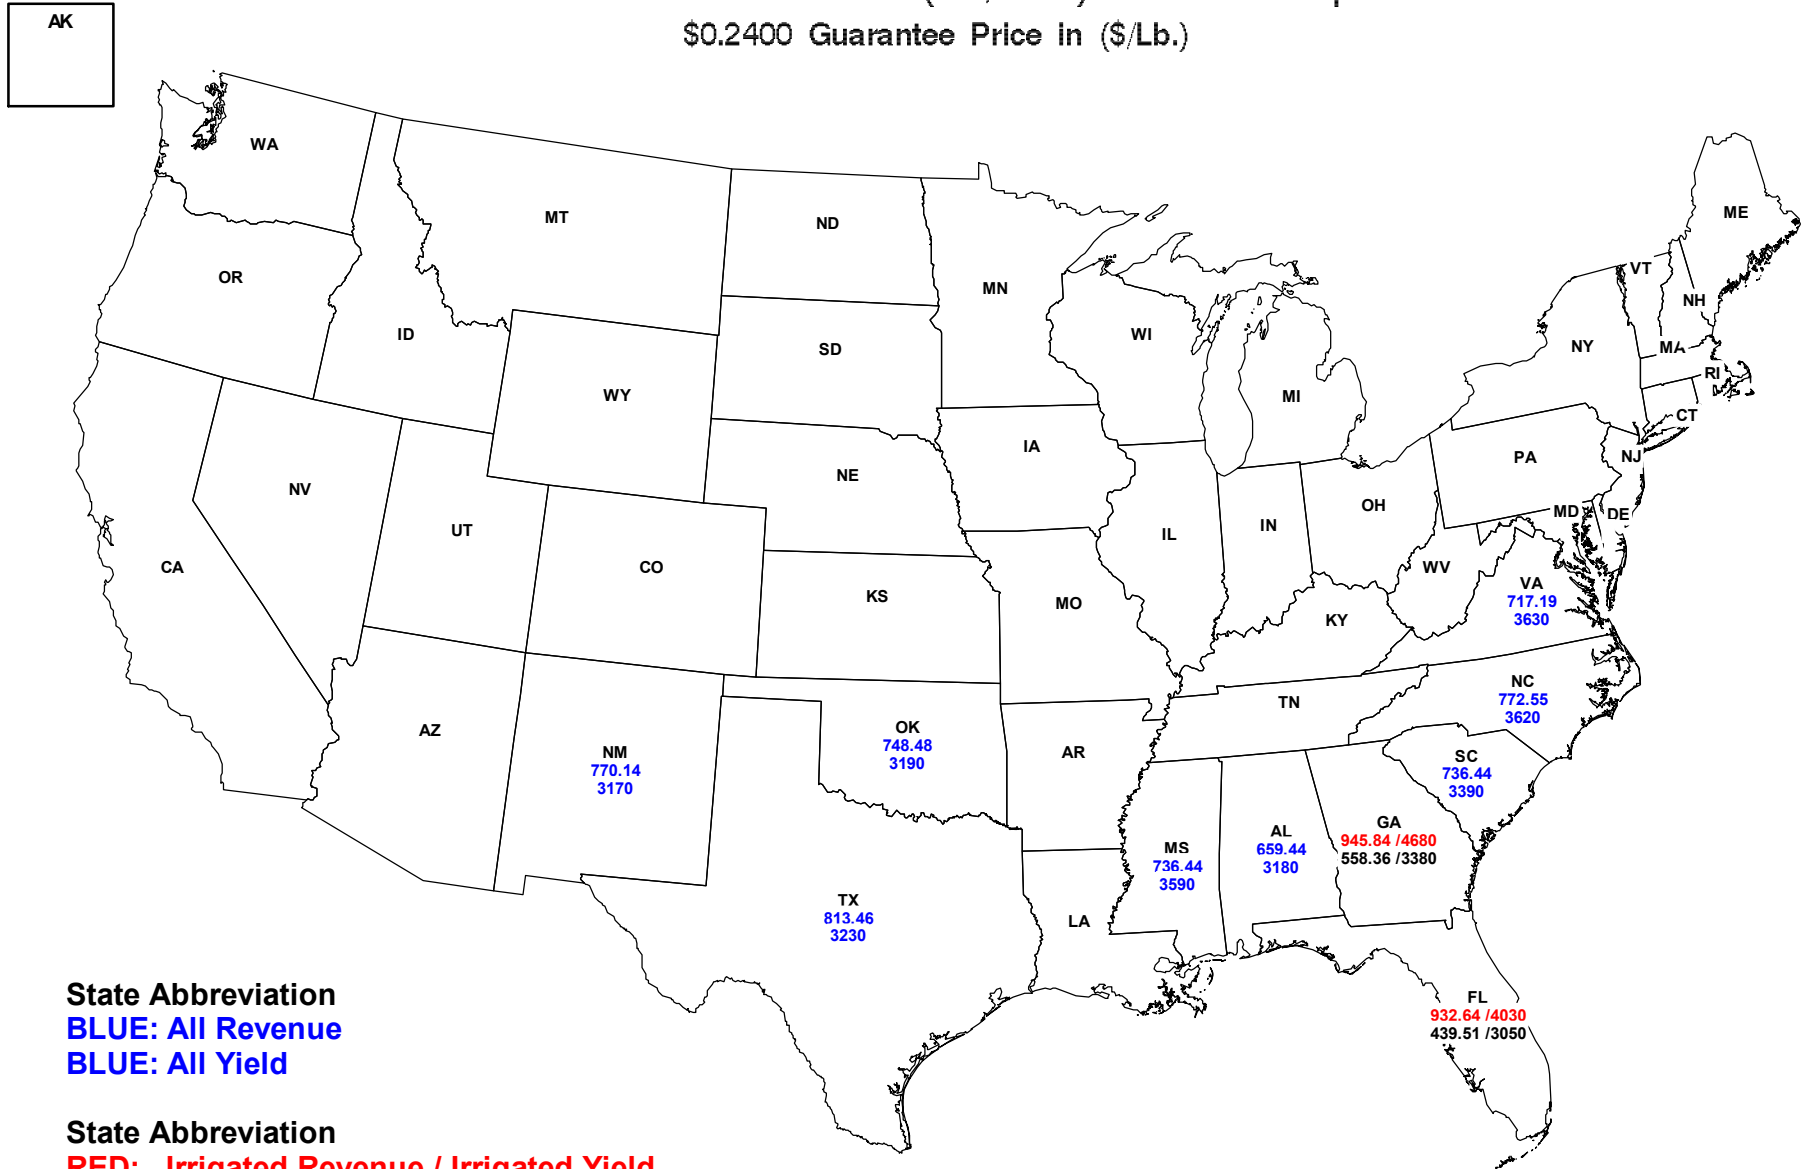 AK
$0.2400 Guarantee Price in ($/Lb.)
WA
MT
ND
MN
ME
OR
ID
WY
SD
WI
MI
VT
NH
NY
MA
RI
CT
PA
NJ
NV
UT
NE
IA
IL
IN
OH
MD
DE
CA
CO
KS
MO
WV
KY
VA
717.19
3630
AZ
NM
770.14
3170
OK
748.48
3190
AR
TN
NC
772.55
3620
SC
736.44
3390
TX
813.46
3230
LA
MS
736.44
3590
AL
659.44
3180
GA
945.84 /4680
558.36 /3380
FL
932.64 /4030
439.51 /3050
State Abbreviation
BLUE: All Revenue
BLUE: All Yield
State Abbreviation
RED: Irrigated Revenue / Irrigated Yield